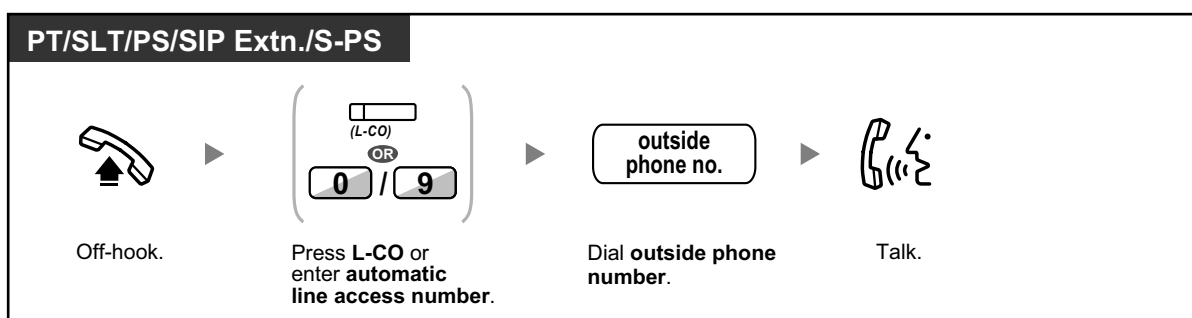 PT/SLT/PS/SIP Extn./S-PS
(L-CO)
OR
0 / 9
outside
phone no.
Off-hook.
Press L-CO or
enter automatic
line access number.
Dial outside phone
number.
Talk.